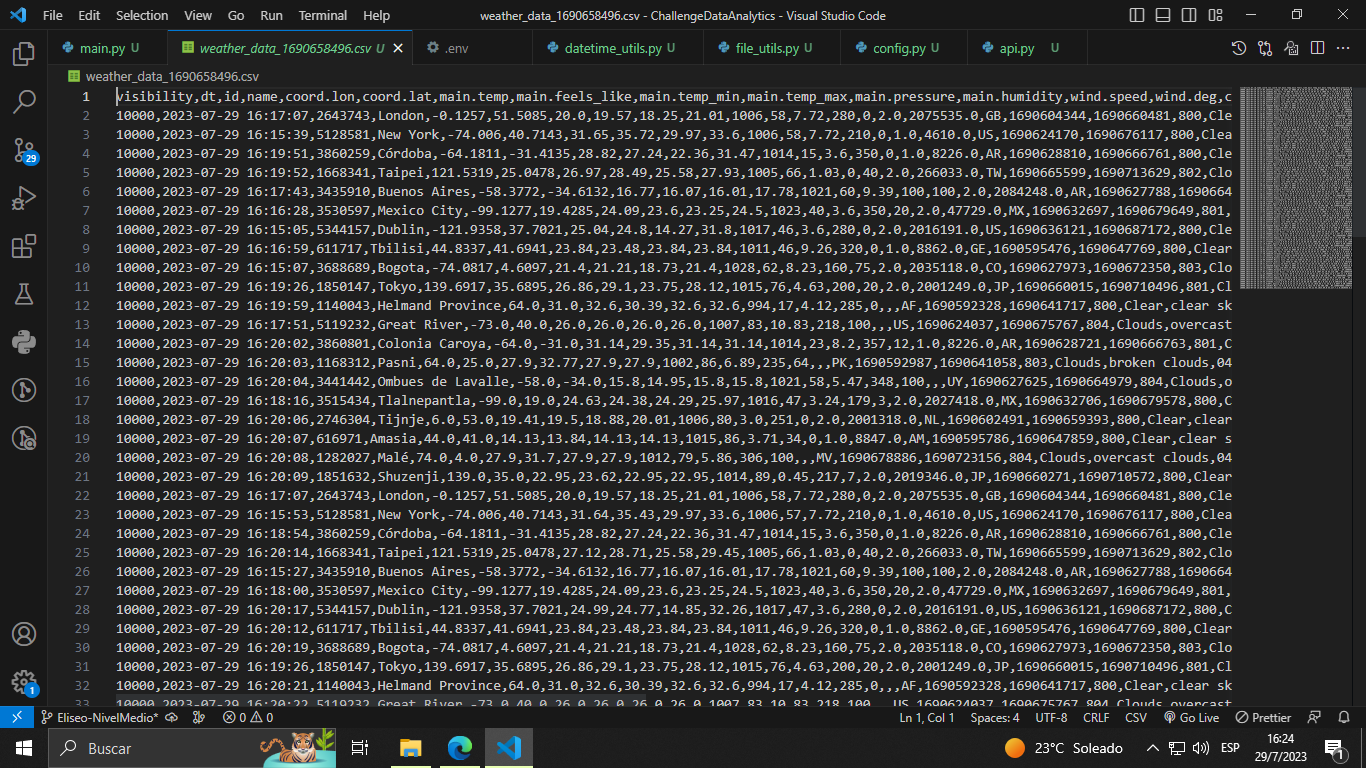 File Edit Selection View Go Run Terminal Help
weather_data_1690658496.csv - ChallengeDataAnalytics - Visual Studio Code
main.py U
weather_data_1690658496.csv U
.env
datetime_utils.py U
file_utils.py U
config.py U
api.py U
weather_data_1690658496.csv
1 visibility,dt,id,name,coord.lon,coord.lat,main.temp,main.feels_like,main.temp_min,main.temp_max,main.pressure,main.humidity,wind.speed,wind.deg,c
2 10000,2023-07-29 16:17:07,2643743,London,-0.1257,51.5085,20.0,19.57,18.25,21.01,1006,58,7.72,280,0,2.0,2075535.0,GB,1690604344,1690660481,800,Cle
3 10000,2023-07-29 16:15:39,5128581,New York,-74.006,40.7143,31.65,35.72,29.97,33.6,1006,58,7.72,210,0,1.0,4610.0,US,1690624170,1690676117,800,Clea
4 10000,2023-07-29 16:19:51,3860259,Córdoba,-64.1811,-31.4135,28.82,27.24,22.36,31.47,1014,15,3.6,350,0,1.0,8226.0,AR,1690628810,1690666761,800,Cle
5 10000,2023-07-29 16:19:52,1668341,Taipei,121.5319,25.0478,26.97,28.49,25.58,27.93,1005,66,1.03,0,40,2.0,266033.0,TW,1690665599,1690713629,802,Clo
6 10000,2023-07-29 16:17:43,3435910,Buenos Aires,-58.3772,-34.6132,16.77,16.07,16.01,17.78,1021,60,9.39,100,100,2.0,2084248.0,AR,1690627788,1690664
7 10000,2023-07-29 16:16:28,3530597,Mexico City,-99.1277,19.4285,24.09,23.6,23.25,24.5,1023,40,3.6,350,20,2.0,47729.0,MX,1690632697,1690679649,801,
8 10000,2023-07-29 16:15:05,5344157,Dublin,-121.9358,37.7021,25.04,24.8,14.27,31.8,1017,46,3.6,280,0,2.0,2016191.0,US,1690636121,1690687172,800,Cle
9 10000,2023-07-29 16:16:59,611717,Tbilisi,44.8337,41.6941,23.84,23.48,23.84,23.84,1011,46,9.26,320,0,1.0,8862.0,GE,1690595476,1690647769,800,Clear
10 10000,2023-07-29 16:15:07,3688689,Bogota,-74.0817,4.6097,21.4,21.21,18.73,21.4,1028,62,8.23,160,75,2.0,2035118.0,CO,1690627973,1690672350,803,Clo
11 10000,2023-07-29 16:19:26,1850147,Tokyo,139.6917,35.6895,26.86,29.1,23.75,28.12,1015,76,4.63,200,20,2.0,2001249.0,JP,1690660015,1690710496,801,Cl
12 10000,2023-07-29 16:19:59,1140043,Helmand Province,64.0,31.0,32.6,30.39,32.6,32.6,994,17,4.12,285,0,,,AF,1690592328,1690641717,800,Clear,clear sk
13 10000,2023-07-29 16:17:51,5119232,Great River,-73.0,40.0,26.0,26.0,26.0,26.0,1007,83,10.83,218,100,,,US,1690624037,1690675767,804,Clouds,overcast
14 10000,2023-07-29 16:20:02,3860801,Colonia Caroya,-64.0,-31.0,31.14,29.35,31.14,31.14,1014,23,8.2,357,12,1.0,8226.0,AR,1690628721,1690666763,801,C
15 10000,2023-07-29 16:20:03,1168312,Pasni,64.0,25.0,27.9,32.77,27.9,27.9,1002,86,6.89,235,64,,,PK,1690592987,1690641058,803,Clouds,broken clouds,04
16 10000,2023-07-29 16:20:04,3441442,Ombues de Lavalle,-58.0,-34.0,15.8,14.95,15.8,15.8,1021,58,5.47,348,100,,,UY,1690627625,1690664979,804,Clouds,o
17 10000,2023-07-29 16:18:16,3515434,Tlalnepantla,-99.0,19.0,24.63,24.38,24.29,25.97,1016,47,3.24,179,3,2.0,2027418.0,MX,1690632706,1690679578,800,C
18 10000,2023-07-29 16:20:06,2746304,Tijnje,6.0,53.0,19.41,19.5,18.88,20.01,1006,80,3.0,251,0,2.0,2001318.0,NL,1690602491,1690659393,800,Clear,clear
19 10000,2023-07-29 16:20:07,616971,Amasia,44.0,41.0,14.13,13.84,14.13,14.13,1015,86,3.71,34,0,1.0,8847.0,AM,1690595786,1690647859,800,Clear,clear s
20 10000,2023-07-29 16:20:08,1282027,Malé,74.0,4.0,27.9,31.7,27.9,27.9,1012,79,5.86,306,100,,,MV,1690678886,1690723156,804,Clouds,overcast clouds,04
21 10000,2023-07-29 16:20:09,1851632,Shuzenji,139.0,35.0,22.95,23.62,22.95,22.95,1014,89,0.45,217,7,2.0,2019346.0,JP,1690660271,1690710572,800,Clear
22 10000,2023-07-29 16:17:07,2643743,London,-0.1257,51.5085,20.0,19.57,18.25,21.01,1006,58,7.72,280,0,2.0,2075535.0,GB,1690604344,1690660481,800,Cle
23 10000,2023-07-29 16:15:53,5128581,New York,-74.006,40.7143,31.64,35.43,29.97,33.6,1006,57,7.72,210,0,1.0,4610.0,US,1690624170,1690676117,800,Clea
24 10000,2023-07-29 16:18:54,3860259,Córdoba,-64.1811,-31.4135,28.82,27.24,22.36,31.47,1014,15,3.6,350,0,1.0,8226.0,AR,1690628810,1690666761,800,Cle
25 10000,2023-07-29 16:20:14,1668341,Taipei,121.5319,25.0478,27.12,28.71,25.58,29.45,1005,66,1.03,0,40,2.0,266033.0,TW,1690665599,1690713629,802,Clo
26 10000,2023-07-29 16:15:27,3435910,Buenos Aires,-58.3772,-34.6132,16.77,16.07,16.01,17.78,1021,60,9.39,100,100,2.0,2084248.0,AR,1690627788,1690664
27 10000,2023-07-29 16:18:00,3530597,Mexico City,-99.1277,19.4285,24.09,23.6,23.25,24.5,1023,40,3.6,350,20,2.0,47729.0,MX,1690632697,1690679649,801,
28 10000,2023-07-29 16:20:17,5344157,Dublin,-121.9358,37.7021,24.99,24.77,14.85,32.26,1017,47,3.6,280,0,2.0,2016191.0,US,1690636121,1690687172,800,C
29 10000,2023-07-29 16:20:12,611717,Tbilisi,44.8337,41.6941,23.84,23.48,23.84,23.84,1011,46,9.26,320,0,1.0,8862.0,GE,1690595476,1690647769,800,Clear
30 10000,2023-07-29 16:20:19,3688689,Bogota,-74.0817,4.6097,21.4,21.21,18.73,21.4,1028,62,8.23,160,75,2.0,2035118.0,CO,1690627973,1690672350,803,Clo
31 10000,2023-07-29 16:19:26,1850147,Tokyo,139.6917,35.6895,26.86,29.1,23.75,28.12,1015,76,4.63,200,20,2.0,2001249.0,JP,1690660015,1690710496,801,Cl
32 10000,2023-07-29 16:20:21,1140043,Helmand Province,64.0,31.0,32.6,30.39,32.6,32.6,994,17,4.12,285,0,,,AF,1690592328,1690641717,800,Clear,clear sk
33 10000,2023-07-29 16:20:22,5119232,Great River,-73.0,40.0,26.0,26.0,26.0,26.0,1007,83,10.83,218,100,,,US,1690624037,1690675767,804,Clouds,overcast
29
1
Eliseo-NivelMedio* 0 0 Ln 1, Col 1 Spaces: 4 UTF-8 CRLF CSV Go Live Prettier
Buscar
23°C Soleado
ESP
16:24
29/7/2023
1